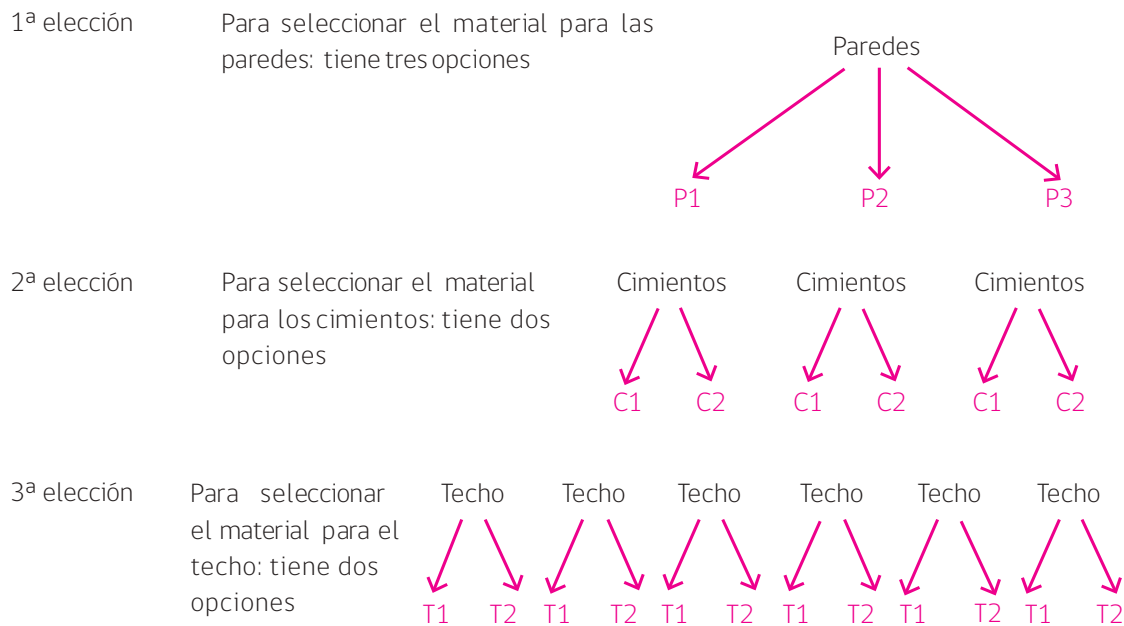 1ª elección
Para seleccionar el material para las
paredes: tiene tres opciones
Paredes
P1 P2 P3
2ª elección
Para seleccionar el material
para los cimientos: tiene dos
opciones
Cimientos Cimientos Cimientos
C1 C2 C1 C2 C1 C2
3ª elección
Para seleccionar
el material para el
techo: tiene dos
opciones
Techo Techo Techo Techo Techo Techo
T1 T2 T1 T2 T1 T2 T1 T2 T1 T2 T1 T2